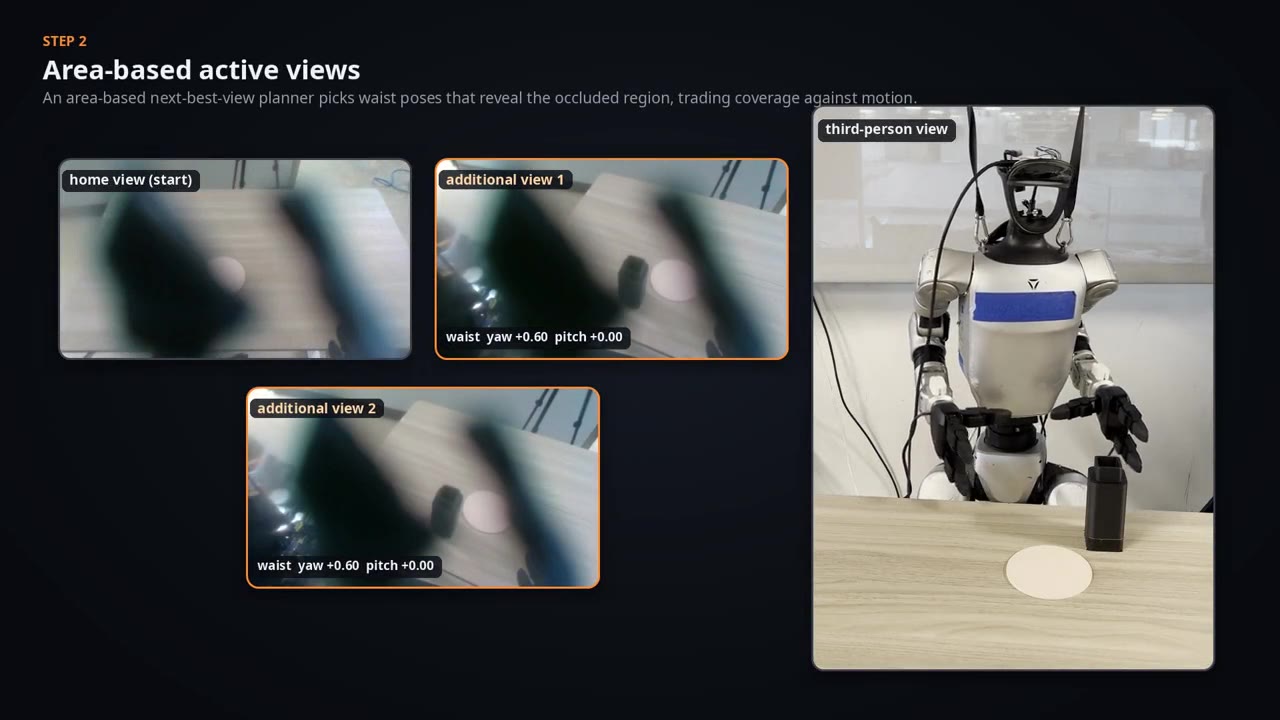 STEP 2
Area-based active views
An area-based next-best-view planner picks waist poses that reveal the occluded region, trading coverage against motion.
home view (start)
additional view 1
waist yaw +0.60 pitch +0.00
additional view 2
waist yaw +0.60 pitch +0.00
third-person view